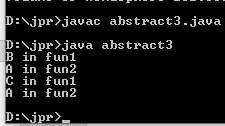 D:\jpr>javac abstract3.java
D:\jpr>java abstract3
B in fun1
A in fun2
C in fun1
A in fun2
D:\jpr>_